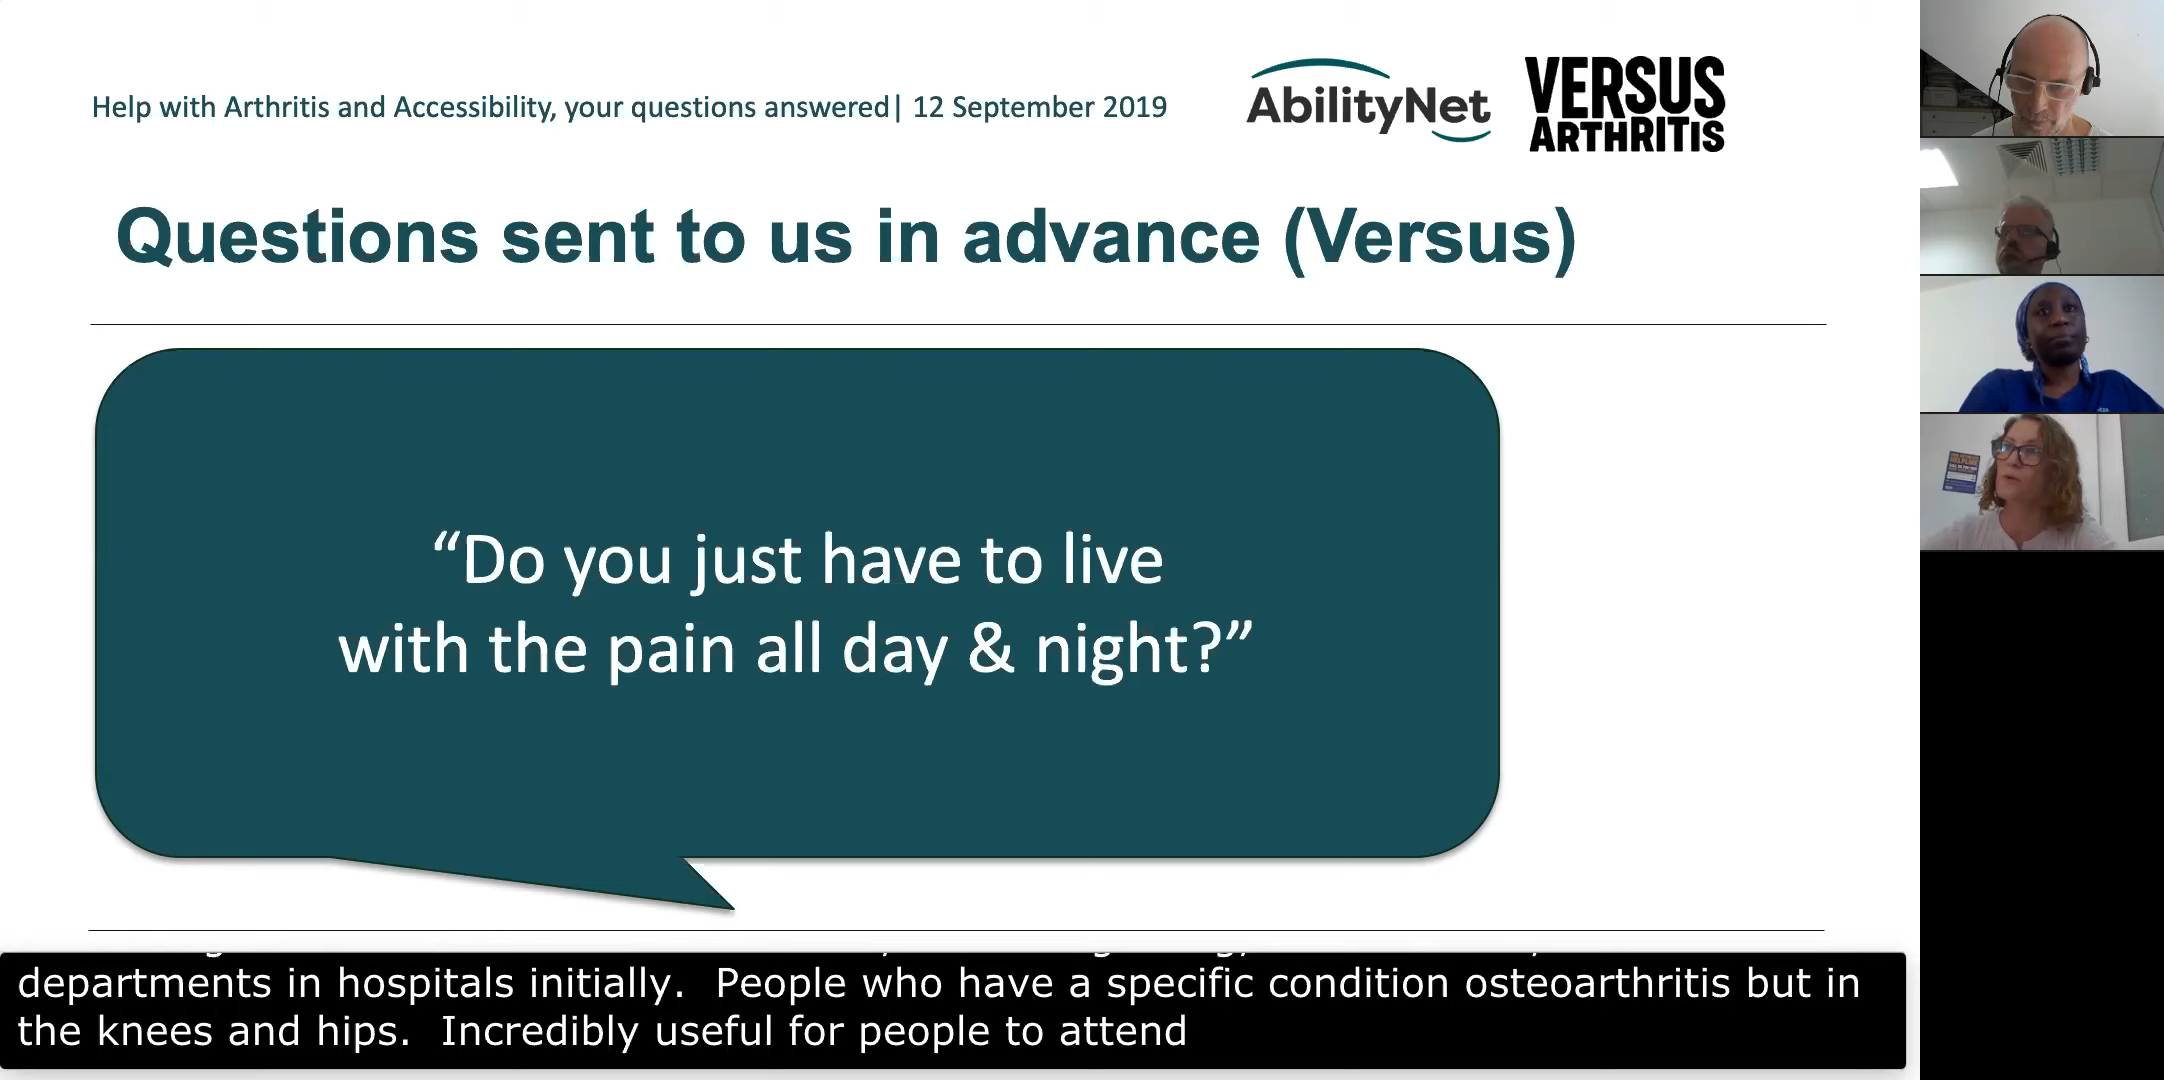 Help with Arthritis and Accessibility, your questions answered| 12 September 2019
AbilityNet
VERSUS
ARTHRITIS
Questions sent to us in advance (Versus)
“Do you just have to live
with the pain all day & night?”
departments in hospitals initially.  People who have a specific condition osteoarthritis but in
the knees and hips.  Incredibly useful for people to attend
HELPLINE